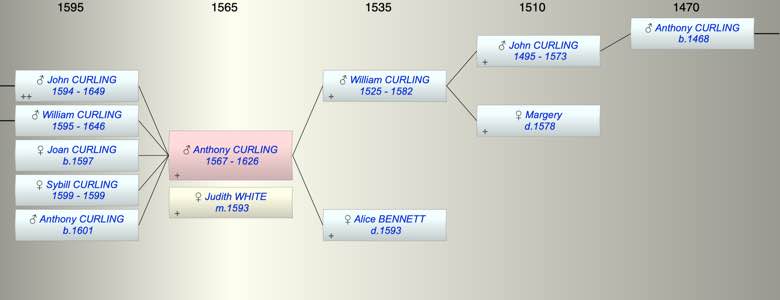 1595 1565 1535 1510 1470
♂ John CURLING
1594 - 1649
++
♂ William CURLING
1595 - 1646
♀ Joan CURLING
b.1597
♀ Sybill CURLING
1599 - 1599
♂ Anthony CURLING
b.1601
♂ Anthony CURLING
1567 - 1626
+
♀ Judith WHITE
m.1593
+
♂ William CURLING
1525 - 1582
+
♀ Alice BENNETT
d.1593
+
♂ John CURLING
1495 - 1573
+
♀ Margery
d.1578
+
♂ Anthony CURLING
b.1468